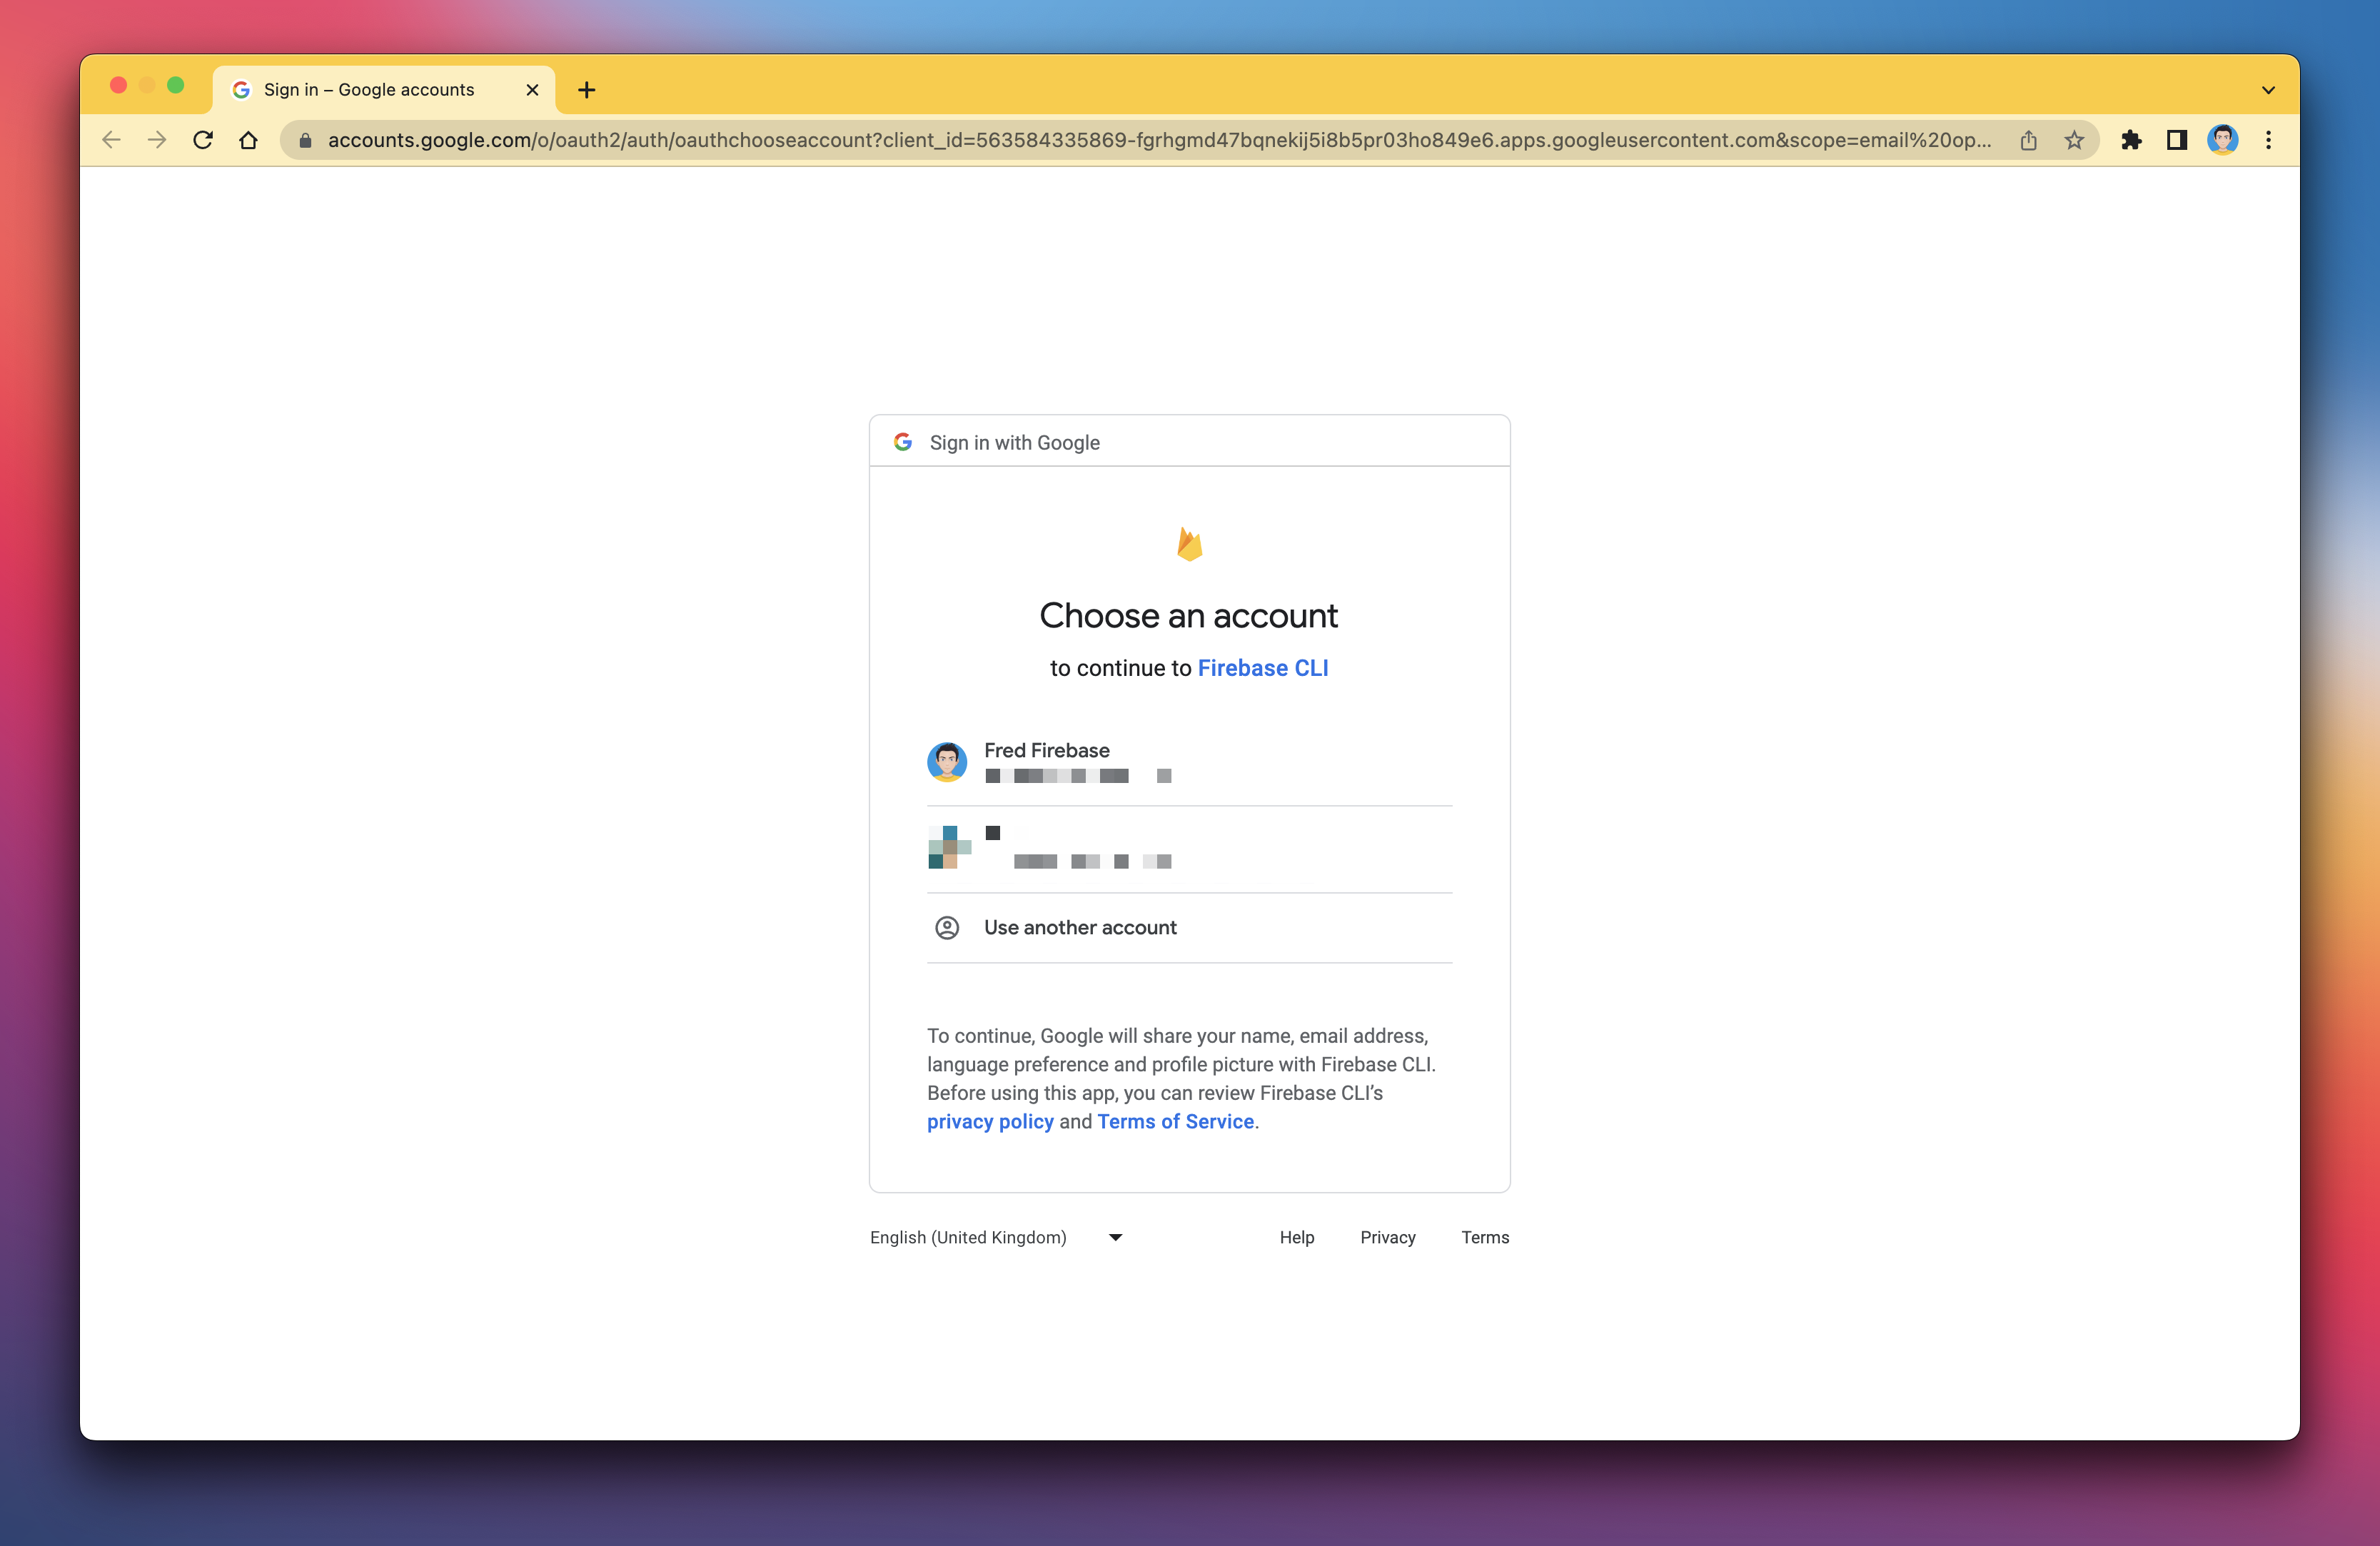 Sign in – Google accounts
accounts.google.com/o/oauth2/auth/oauthchooseaccount?client_id=563584335869-fgrhgmd47bqnekij5i8b5pr03ho849e6.apps.googleusercontent.com&scope=email%20op...
Sign in with Google
Choose an account
to continue to Firebase CLI
Fred Firebase
Use another account
To continue, Google will share your name, email address,
language preference and profile picture with Firebase CLI.
Before using this app, you can review Firebase CLI’s
privacy policy and Terms of Service.
English (United Kingdom)
Help
Privacy
Terms